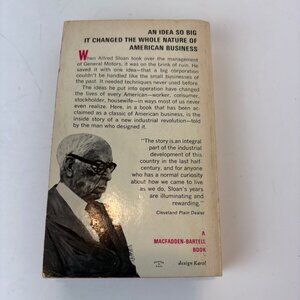 AN IDEA SO BIG
IT CHANGED THE WHOLE NATURE OF
AMERICAN BUSINESS
When Alfred Sloan took over the management
of General Motors, it was on the brink of ruin. He
saved it with one idea—that a big corporation
couldn't be handled like the small businesses of
the past. It needed techniques never used before.
The ideas he put into operation have changed
the lives of every American—worker, consumer,
stockholder, housewife—in ways most of us never
even realize. Here, in a book that has been ac-
claimed as a classic of American business, is the
inside story of a new industrial revolution—told
by the man who designed it.
"The story is an integral
part of the industrial
development of this
country in the last half-
century, and for anyone
who has a normal curiosity
about how we came to live
as we do, Sloan's years
are illuminating and
rewarding."
Cleveland Plain Dealer
A
MACFADDEN-BARTELL
BOOK
design Karol